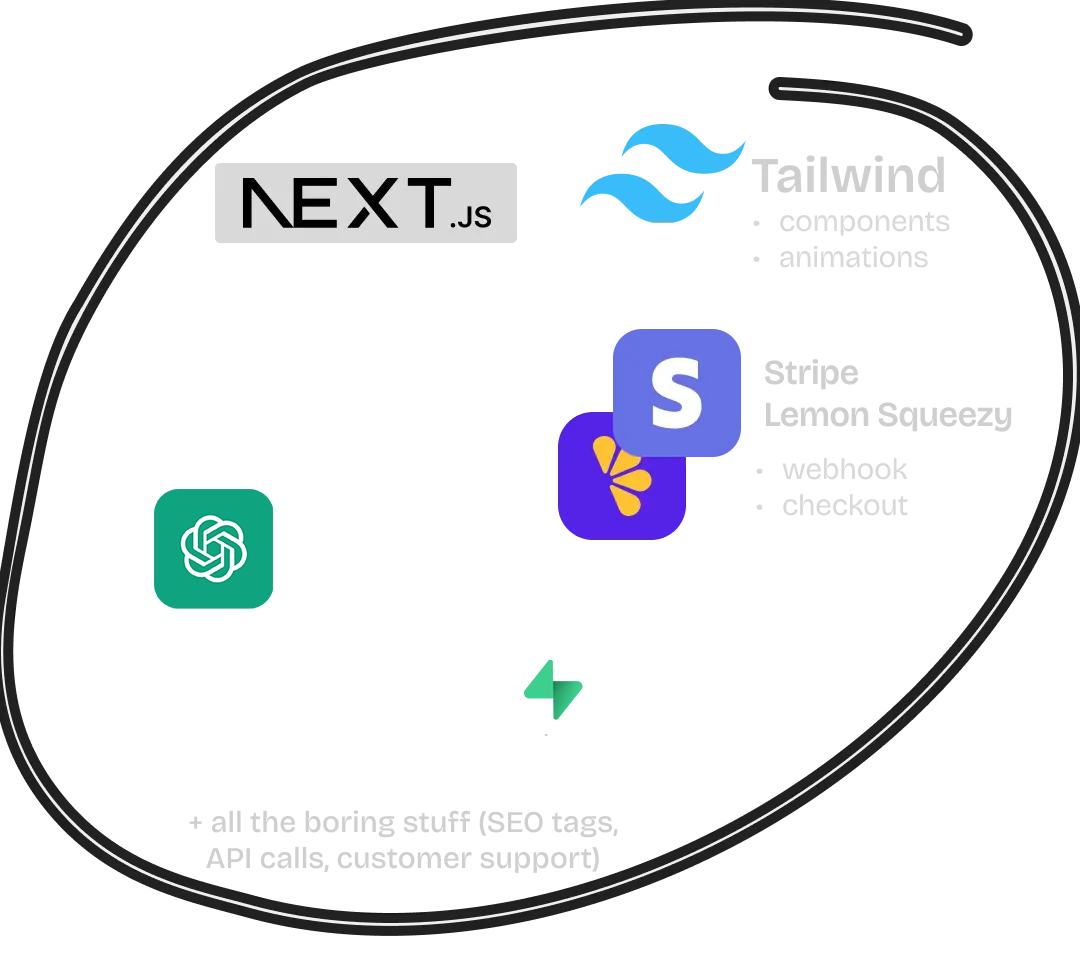 NEXT.JS
Tailwind
• components
• animations
S
Stripe
Lemon Squeezy
• webhook
• checkout
+ all the boring stuff (SEO tags,
API calls, customer support)